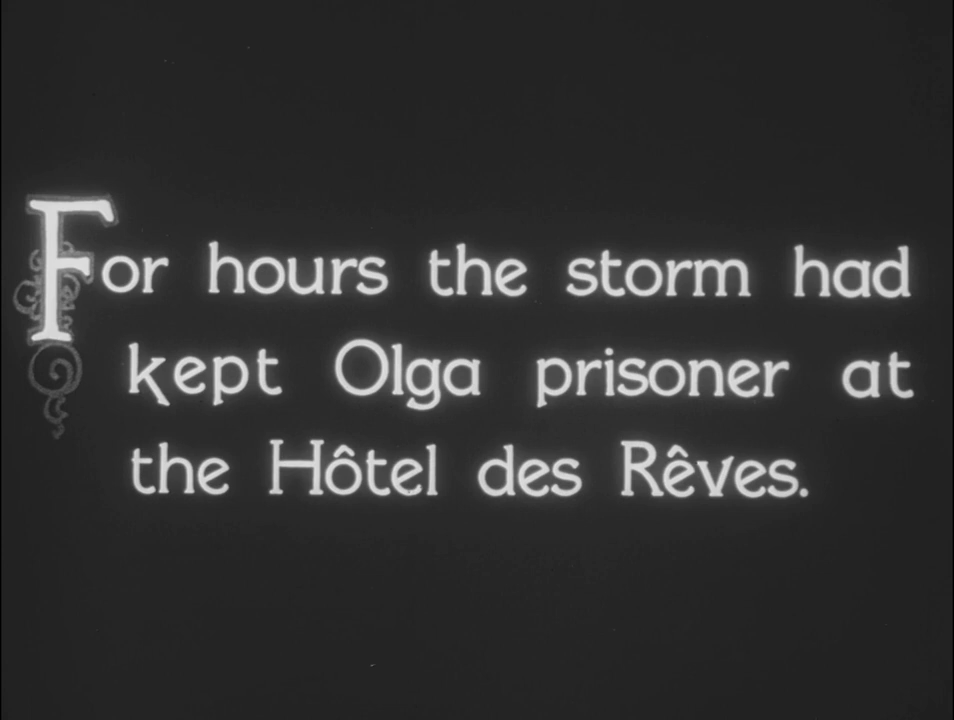 For hours the storm had
kept Olga prisoner at
the Hôtel des Rêves.